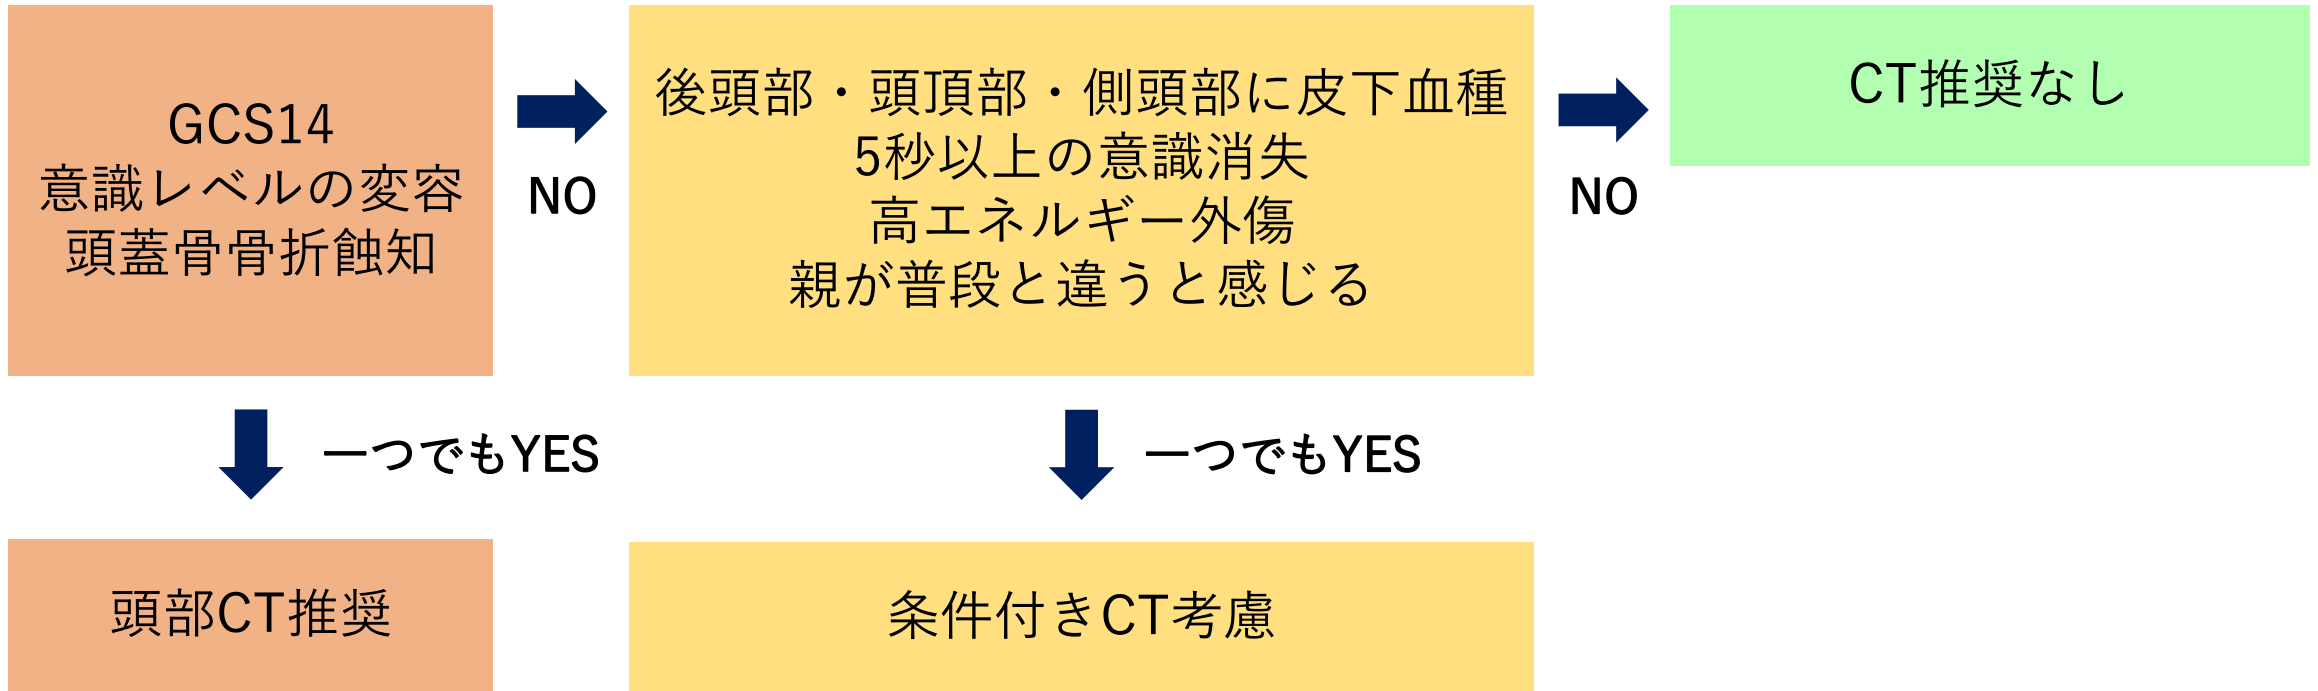 GCS14
意識レベルの変容
頭蓋骨骨折蝕知
NO
後頭部・頭頂部・側頭部に皮下血種
5秒以上の意識消失
高エネルギー外傷
親が普段と違うと感じる
NO
CT推奨なし
一つでもYES
一つでもYES
頭部CT推奨
条件付きCT考慮